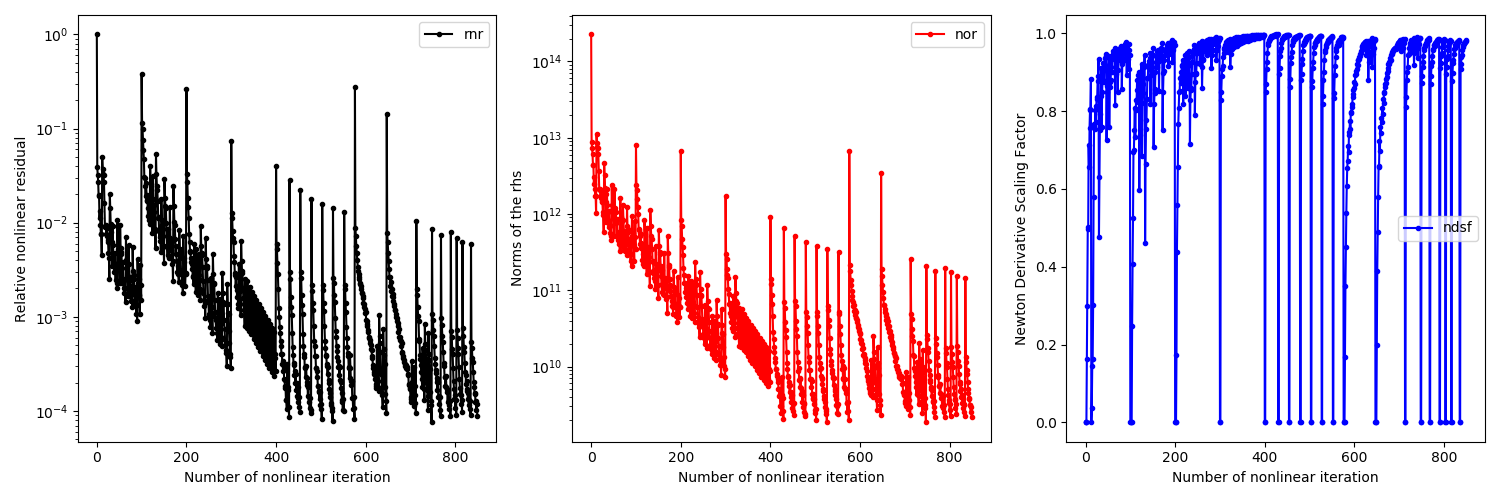 Relative nonlinear residual
10⁰
10⁻¹
10⁻²
10⁻³
10⁻⁴
0 200 400 600 800
Number of nonlinear iteration
rnr
Norms of the rhs
10¹⁴
10¹³
10¹²
10¹¹
10¹⁰
0 200 400 600 800
Number of nonlinear iteration
nor
Newton Derivative Scaling Factor
1.0
0.8
0.6
0.4
0.2
0.0
0 200 400 600 800
Number of nonlinear iteration
ndsf